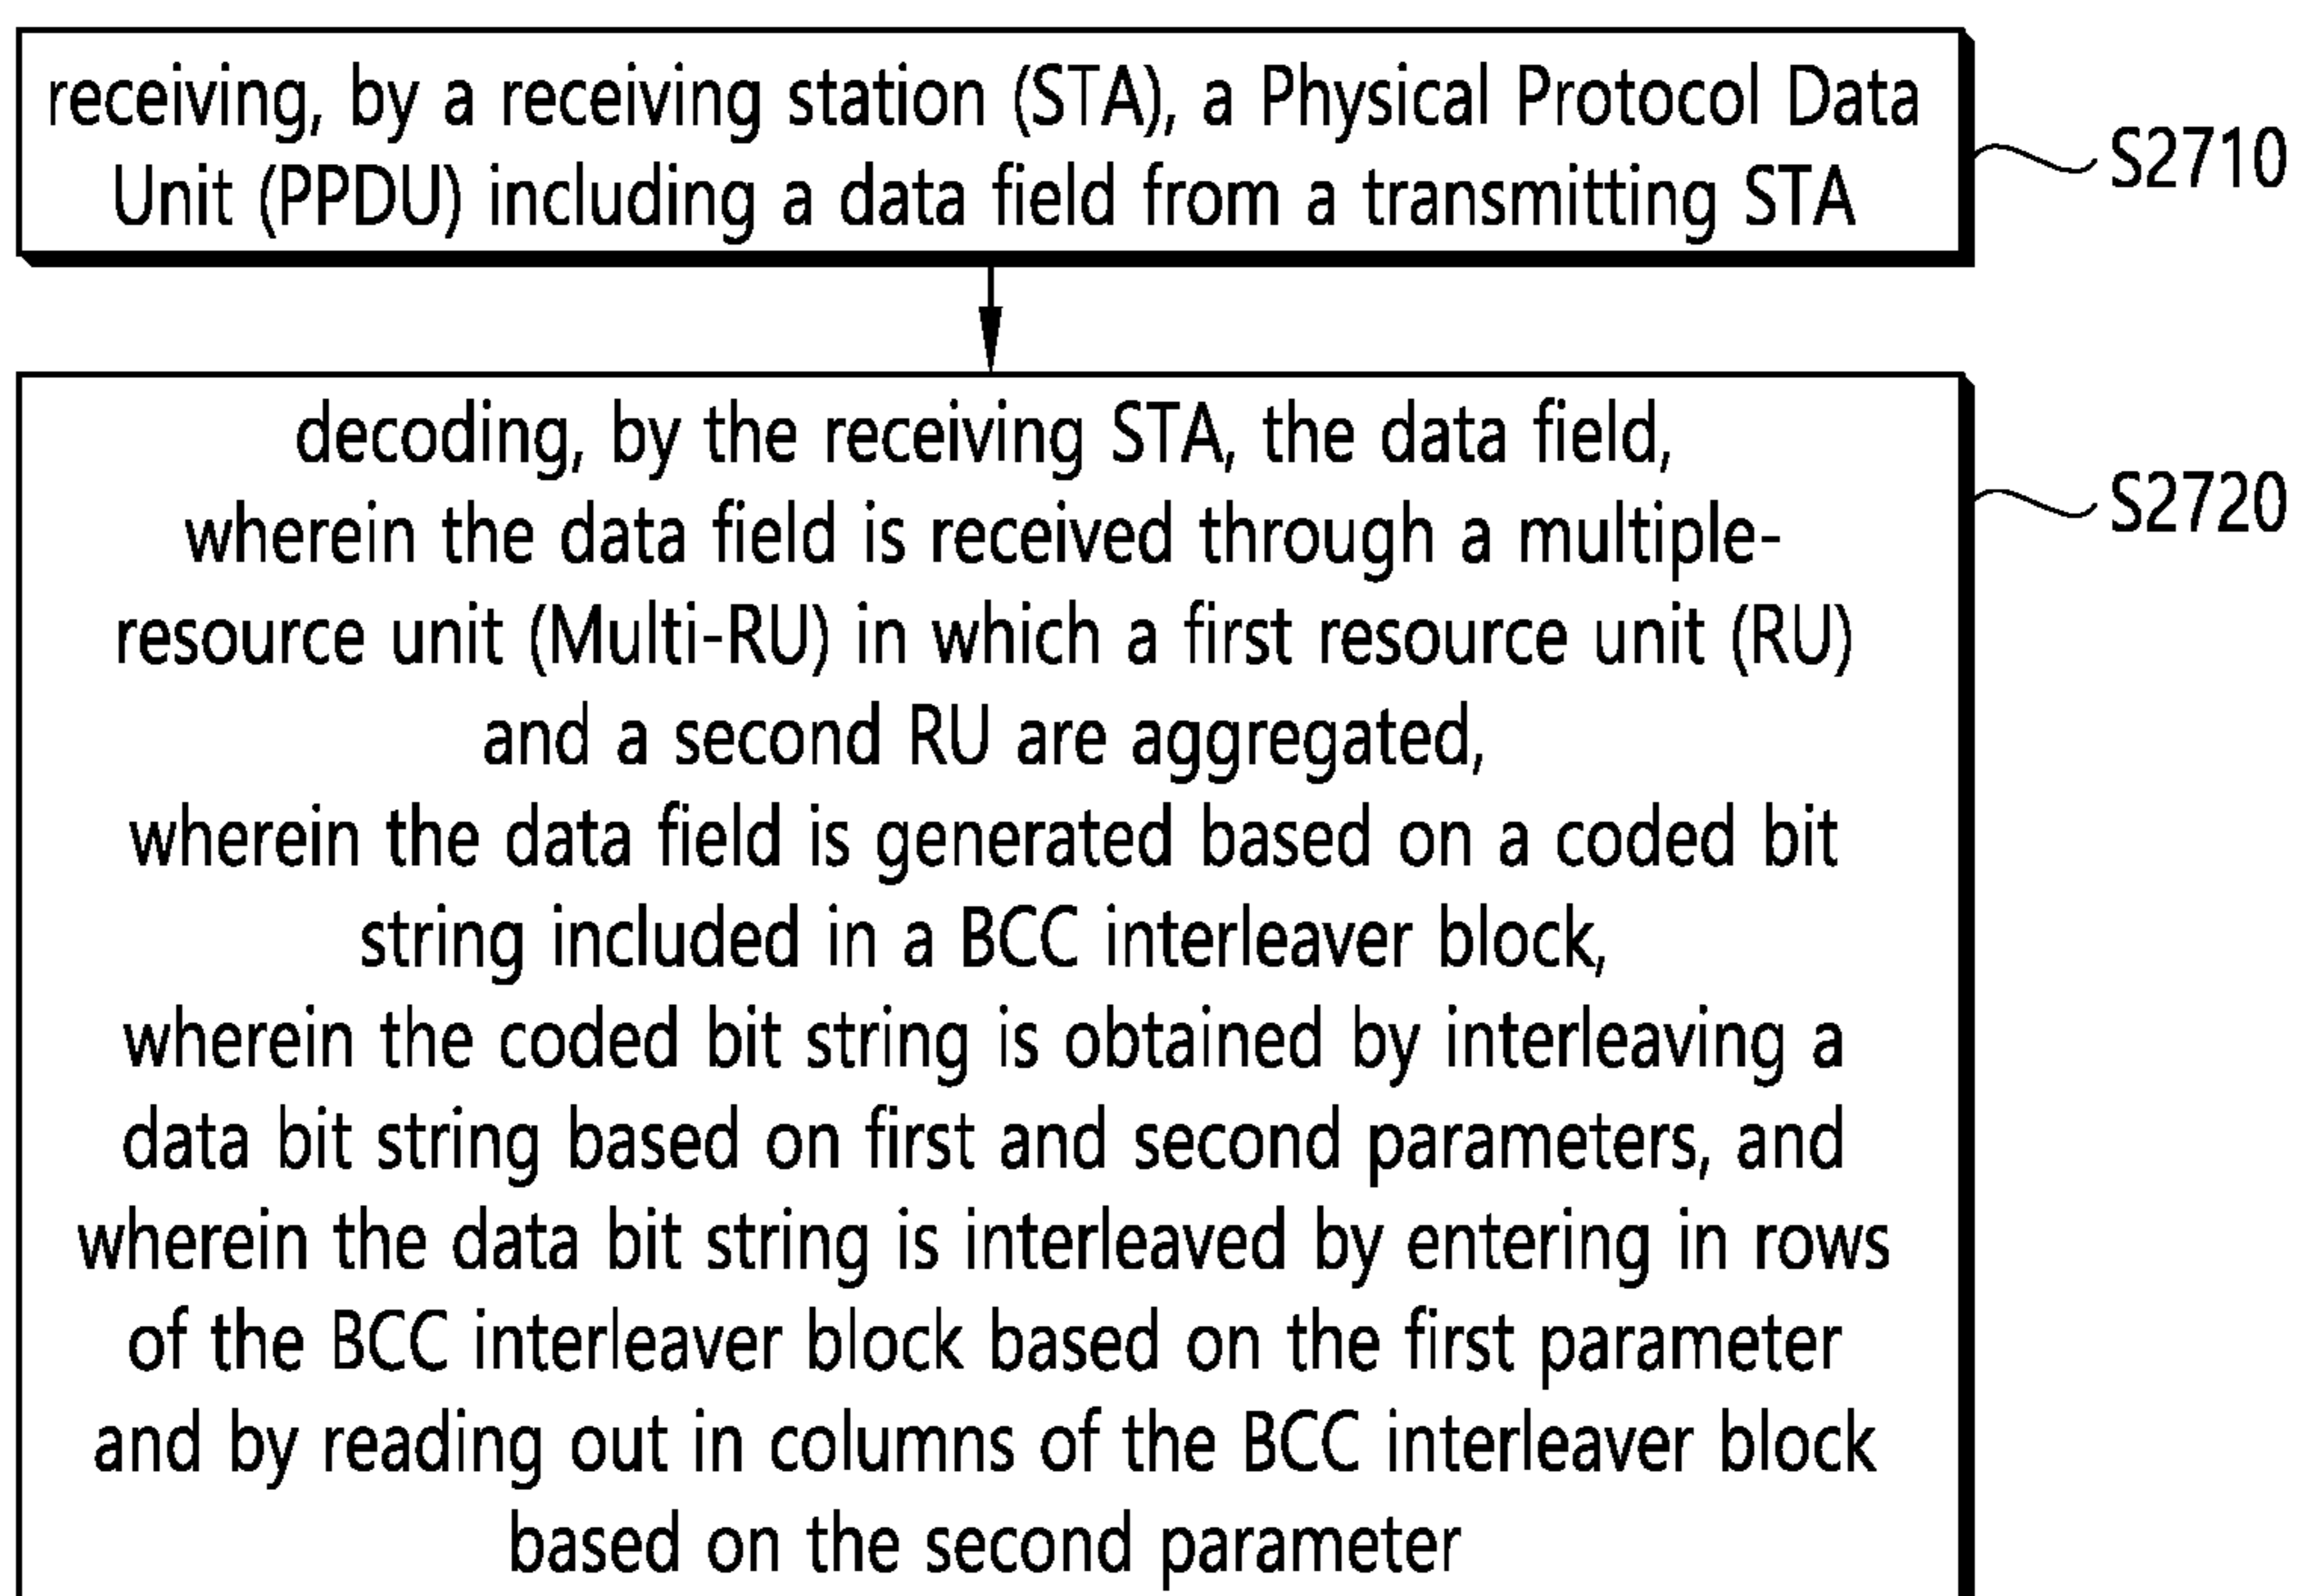 receiving, by a receiving station (STA), a Physical Protocol Data
Unit (PPDU) including a data field from a transmitting STA
S2710
decoding, by the receiving STA, the data field,
wherein the data field is received through a multiple-
resource unit (Multi-RU) in which a first resource unit (RU)
and a second RU are aggregated,
wherein the data field is generated based on a coded bit
string included in a BCC interleaver block,
wherein the coded bit string is obtained by interleaving a
data bit string based on first and second parameters, and
wherein the data bit string is interleaved by entering in rows
of the BCC interleaver block based on the first parameter
and by reading out in columns of the BCC interleaver block
based on the second parameter
S2720